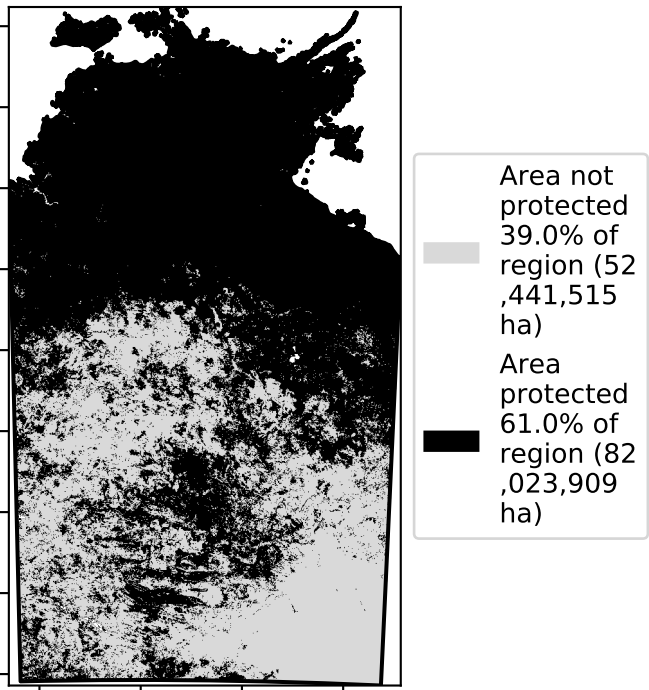 Area not
protected
39.0% of
region (52
,441,515
ha)
Area
protected
61.0% of
region (82
,023,909
ha)